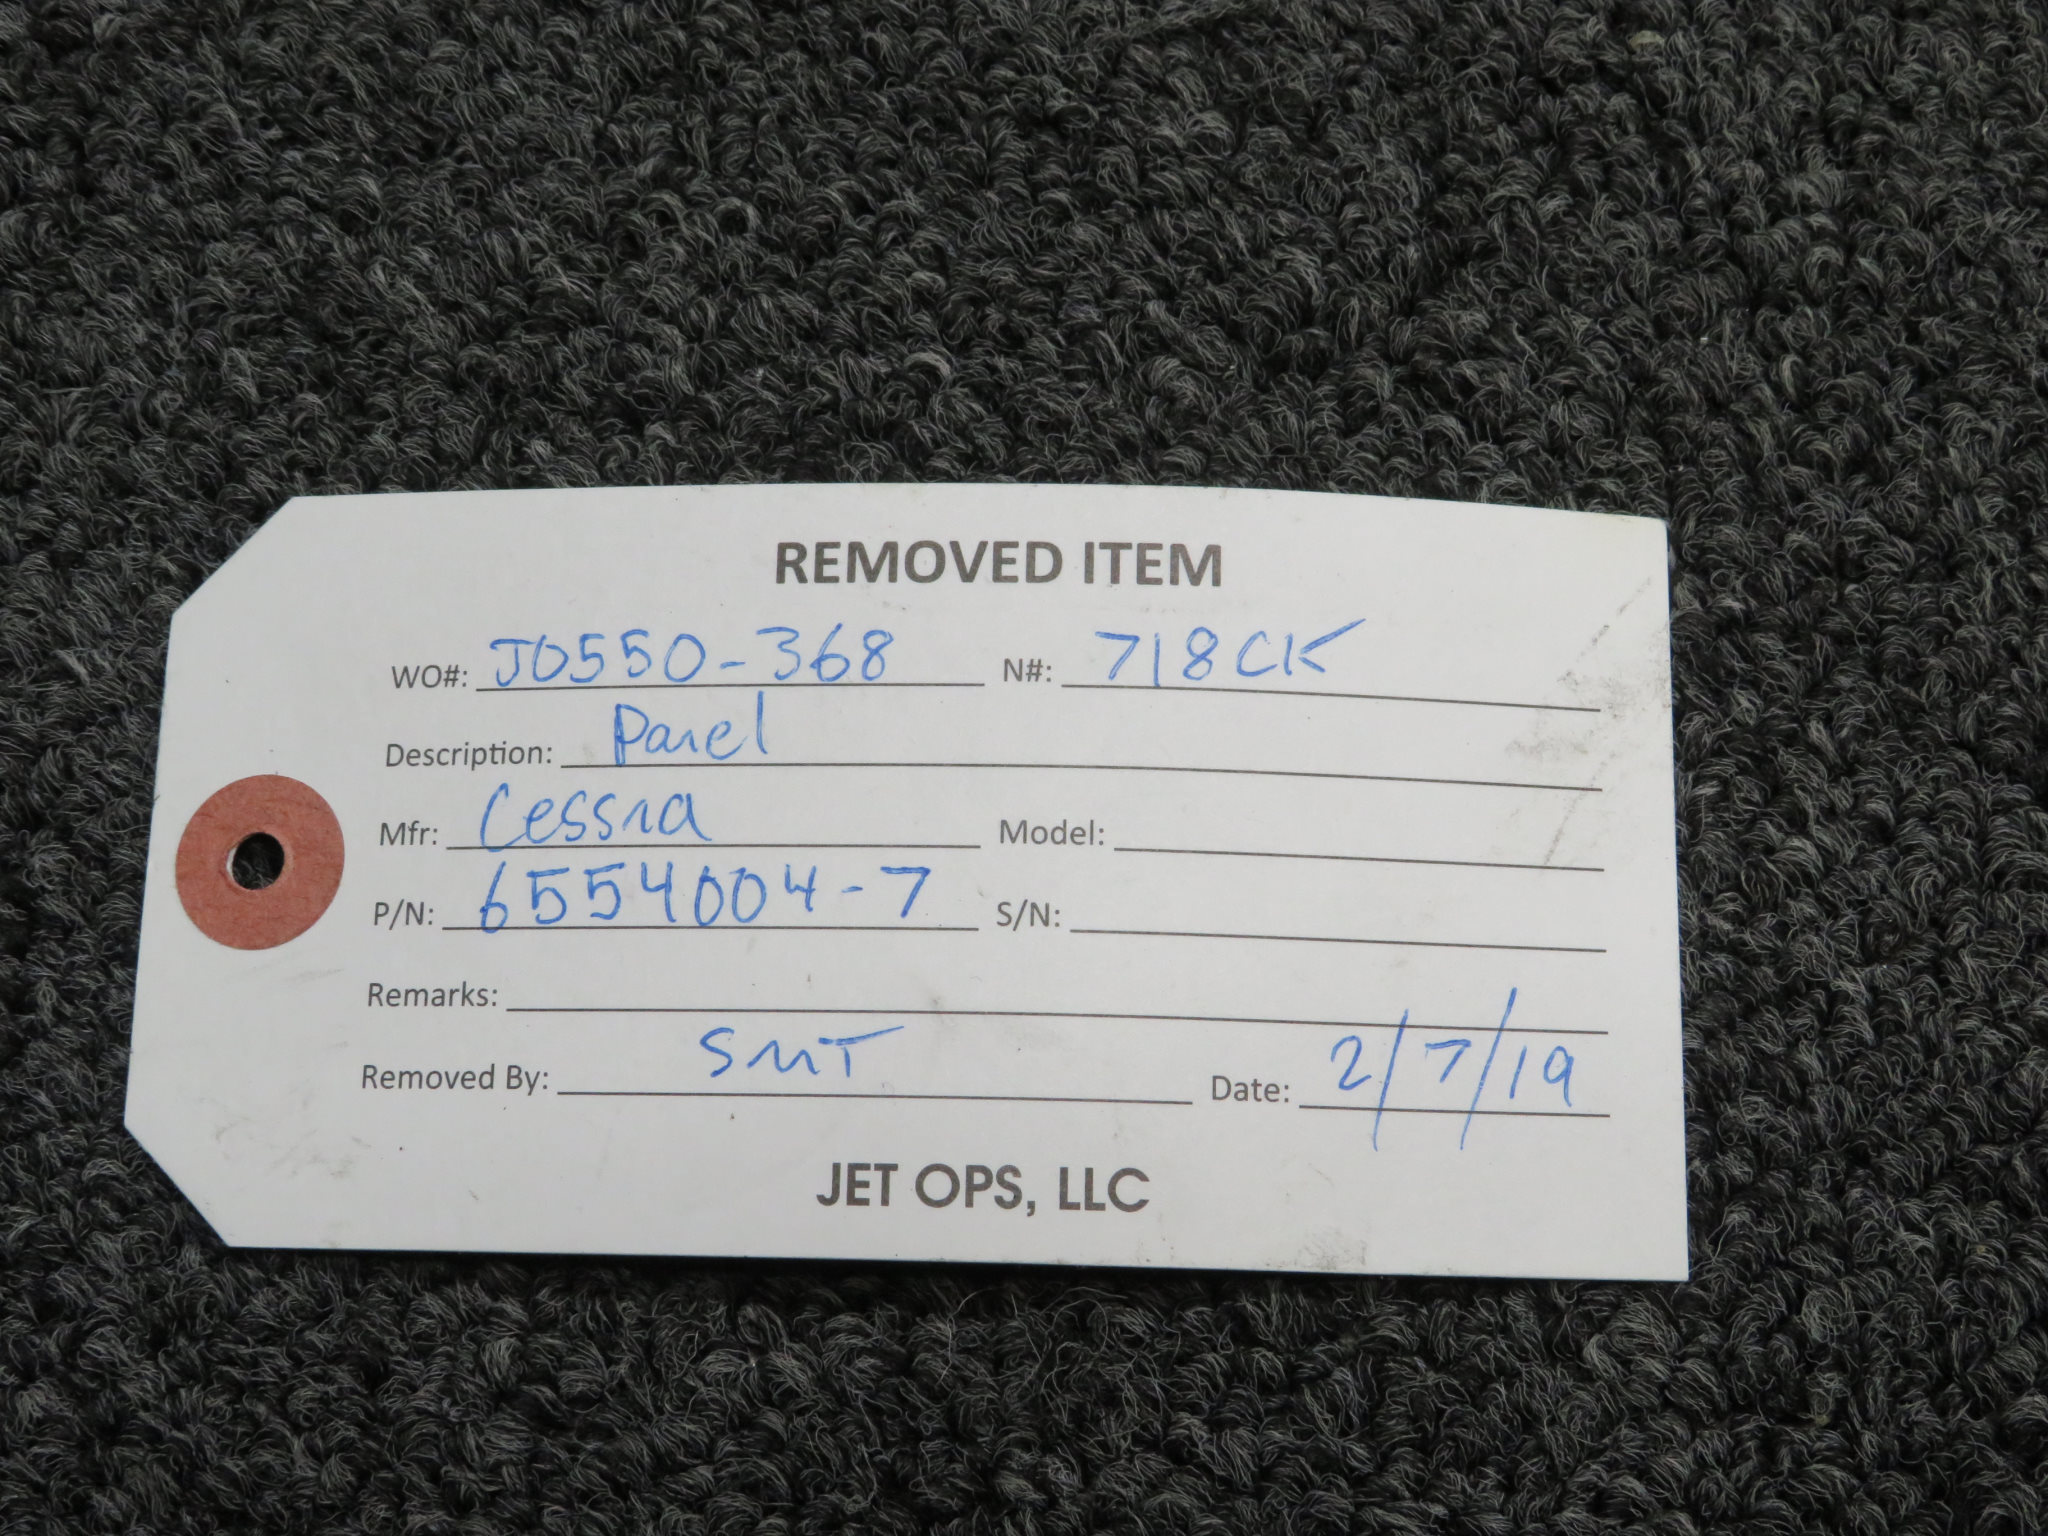 REMOVED ITEM
WO#: JO550-368 N#: 718CK
Description: Panel
Mfr: Cessna Model:
P/N: 6554004-7 S/N:
Remarks:
Removed By: SMT Date: 2/7/19
JET OPS, LLC